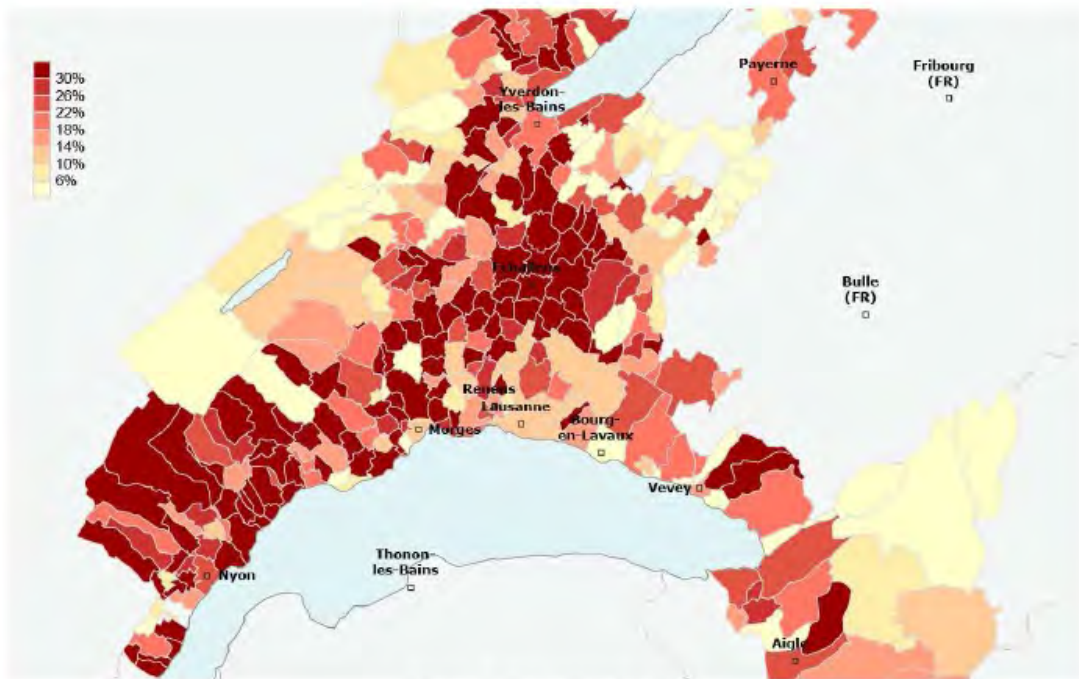 30%
26%
22%
18%
14%
10%
6%
Payerne
Fribourg
(FR)
Yverdon-
les-Bains
Echallens
Bulle
(FR)
Renens
Lausanne
Morges
Bourg-
en-Lavaux
Vevey
Thonon-
les-Bains
Nyon
Aigle